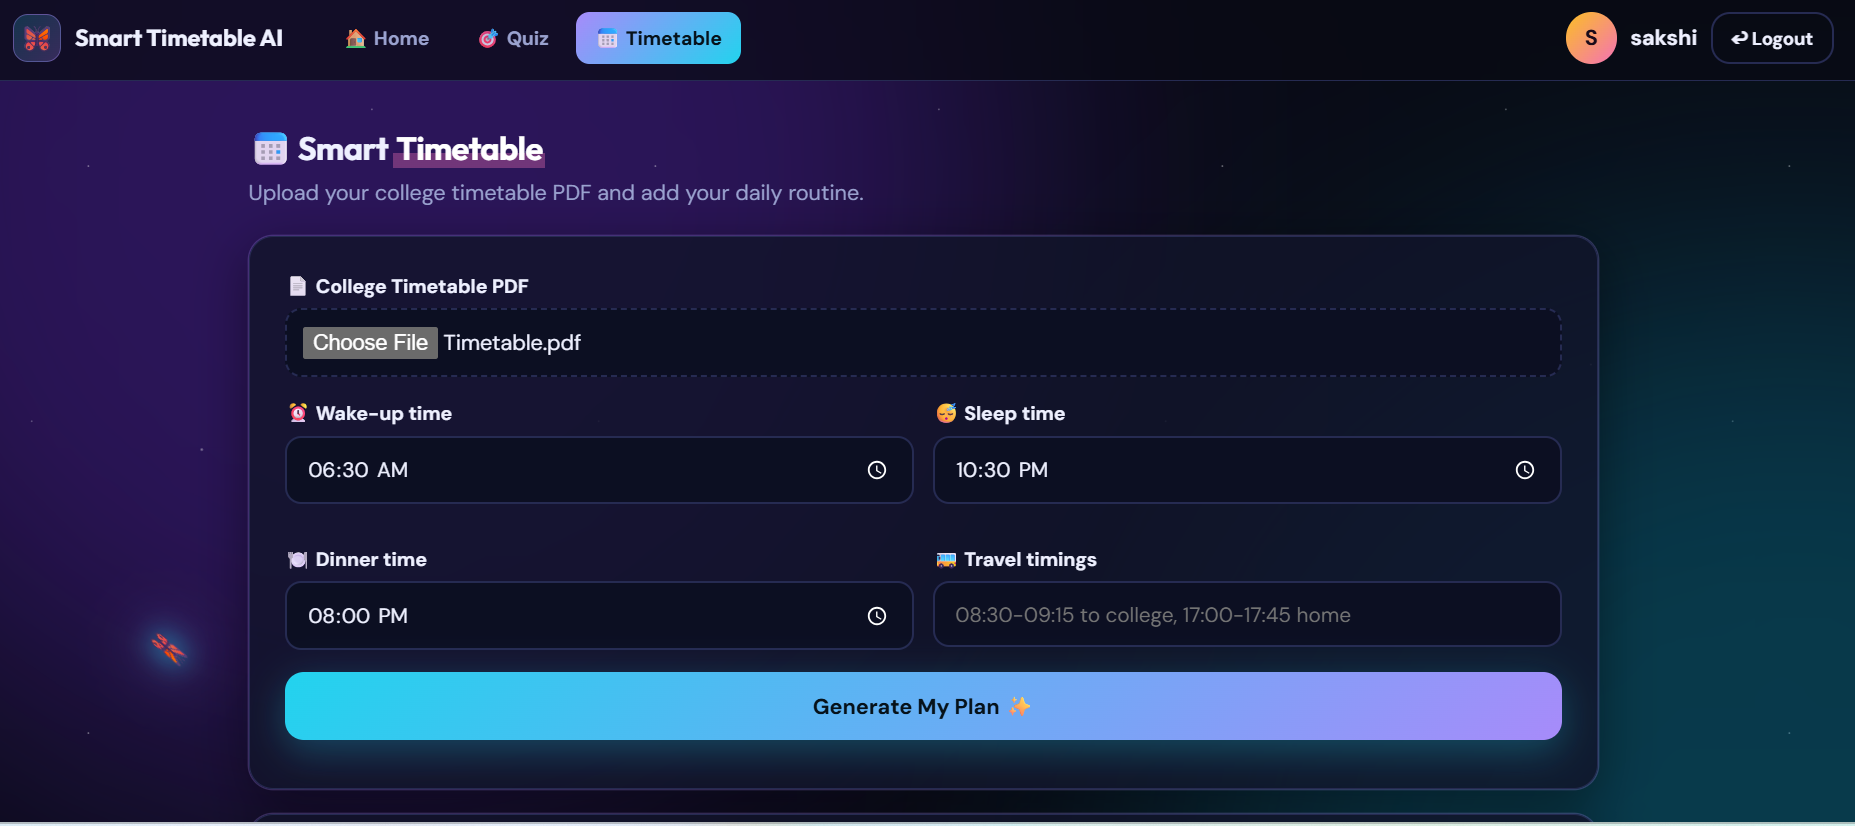 Smart Timetable AI
Home
Quiz
Timetable
S
sakshi
Logout
Smart Timetable
Upload your college timetable PDF and add your daily routine.
College Timetable PDF
Choose File Timetable.pdf
Wake-up time
Sleep time
06:30 AM
10:30 PM
Dinner time
Travel timings
08:00 PM
08:30-09:15 to college, 17:00-17:45 home
Generate My Plan